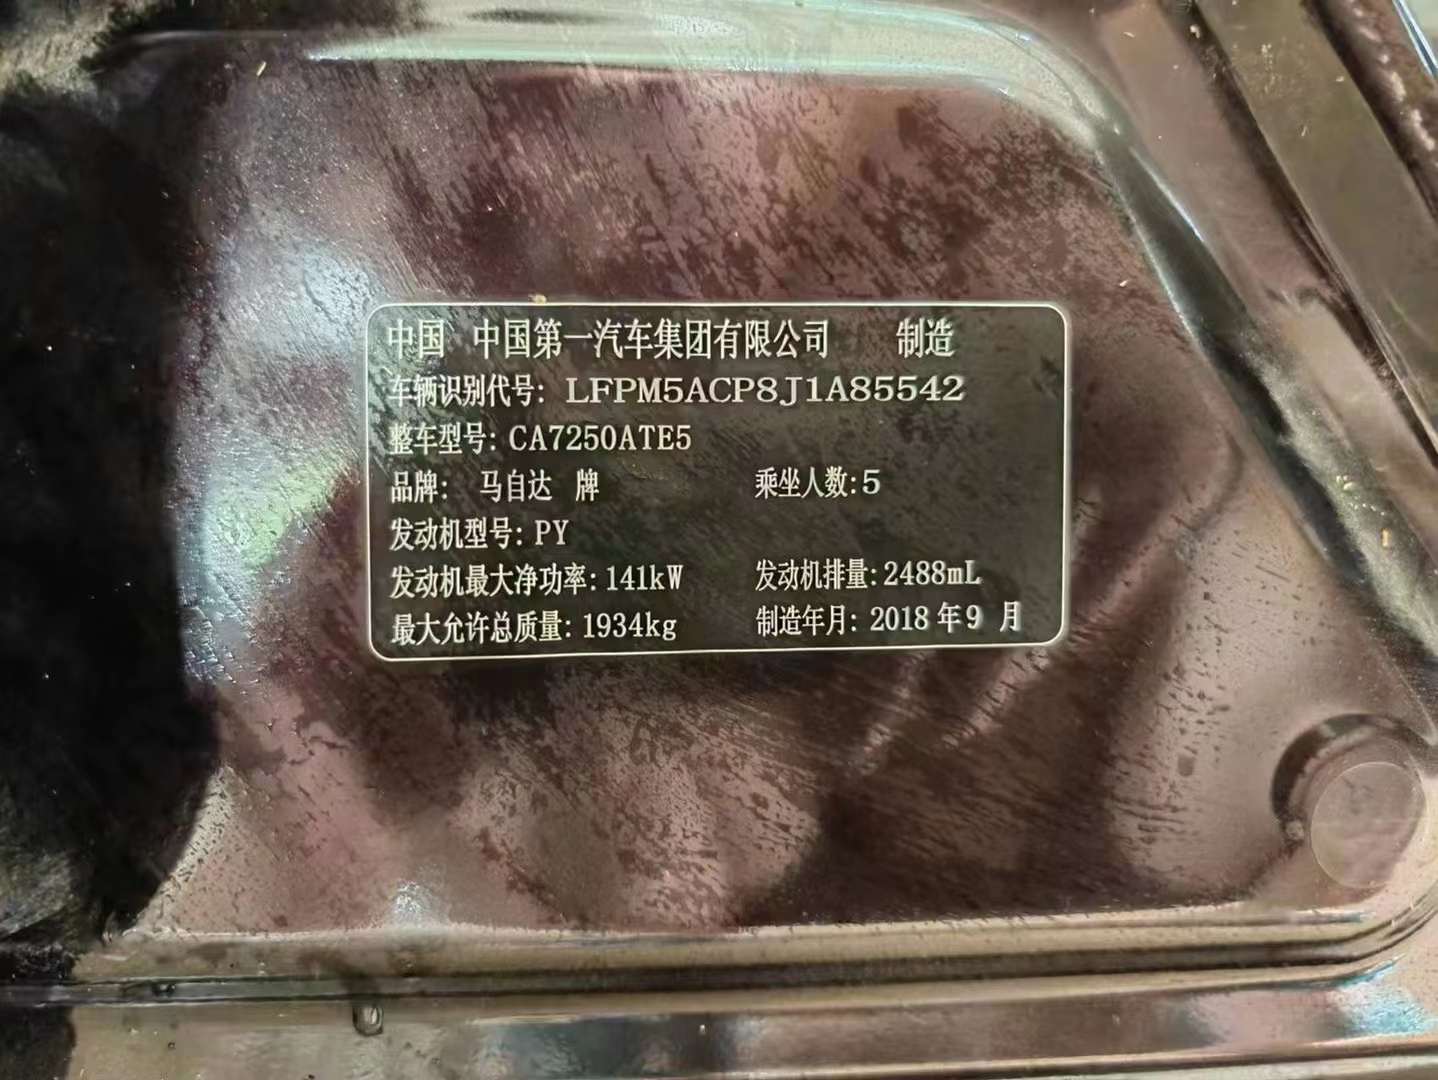 中国 中国第一汽车集团有限公司 制造
车辆识别代号: LFPM5ACP8J1A85542
整车型号: CA7250ATE5
品牌: 马自达 牌 乘坐人数: 5
发动机型号: PY
发动机最大净功率: 141kW 发动机排量: 2488mL
最大允许总质量: 1934kg 制造年月: 2018 年 9 月